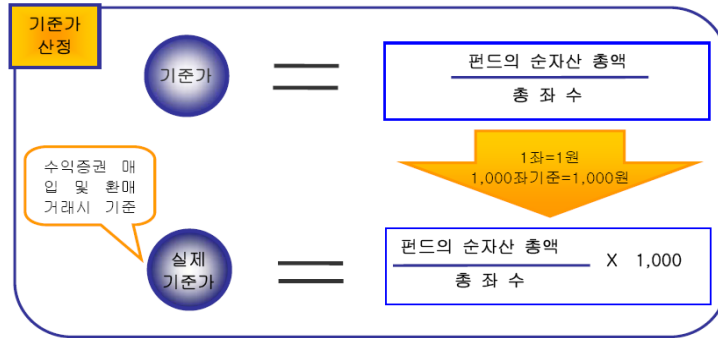 기준가
산정
기준가
펀드의 순자산 총액
총 좌 수
1좌=1원
1,000좌기준=1,000원
수익증권 매
입 및 환매
거래시 기준
실제
기준가
펀드의 순자산 총액
총 좌 수
X 1,000